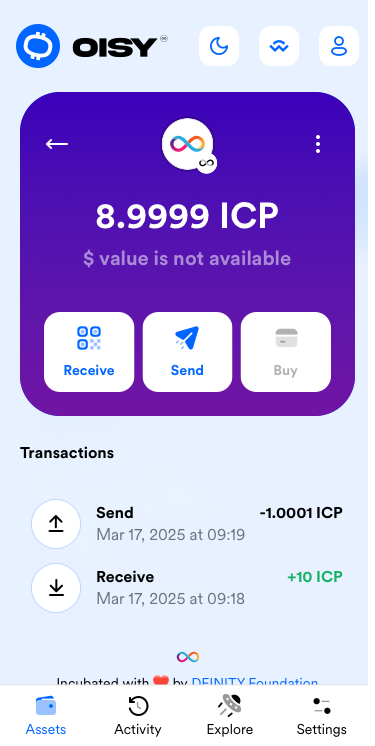 OISY
8.9999 ICP
$ value is not available
Receive
Send
Buy
Transactions
Send
-1.0001 ICP
Mar 17, 2025 at 09:19
Receive
+10 ICP
Mar 17, 2025 at 09:18
Incubated with ❤️ by DFINITY Foundation
Assets
Activity
Explore
Settings